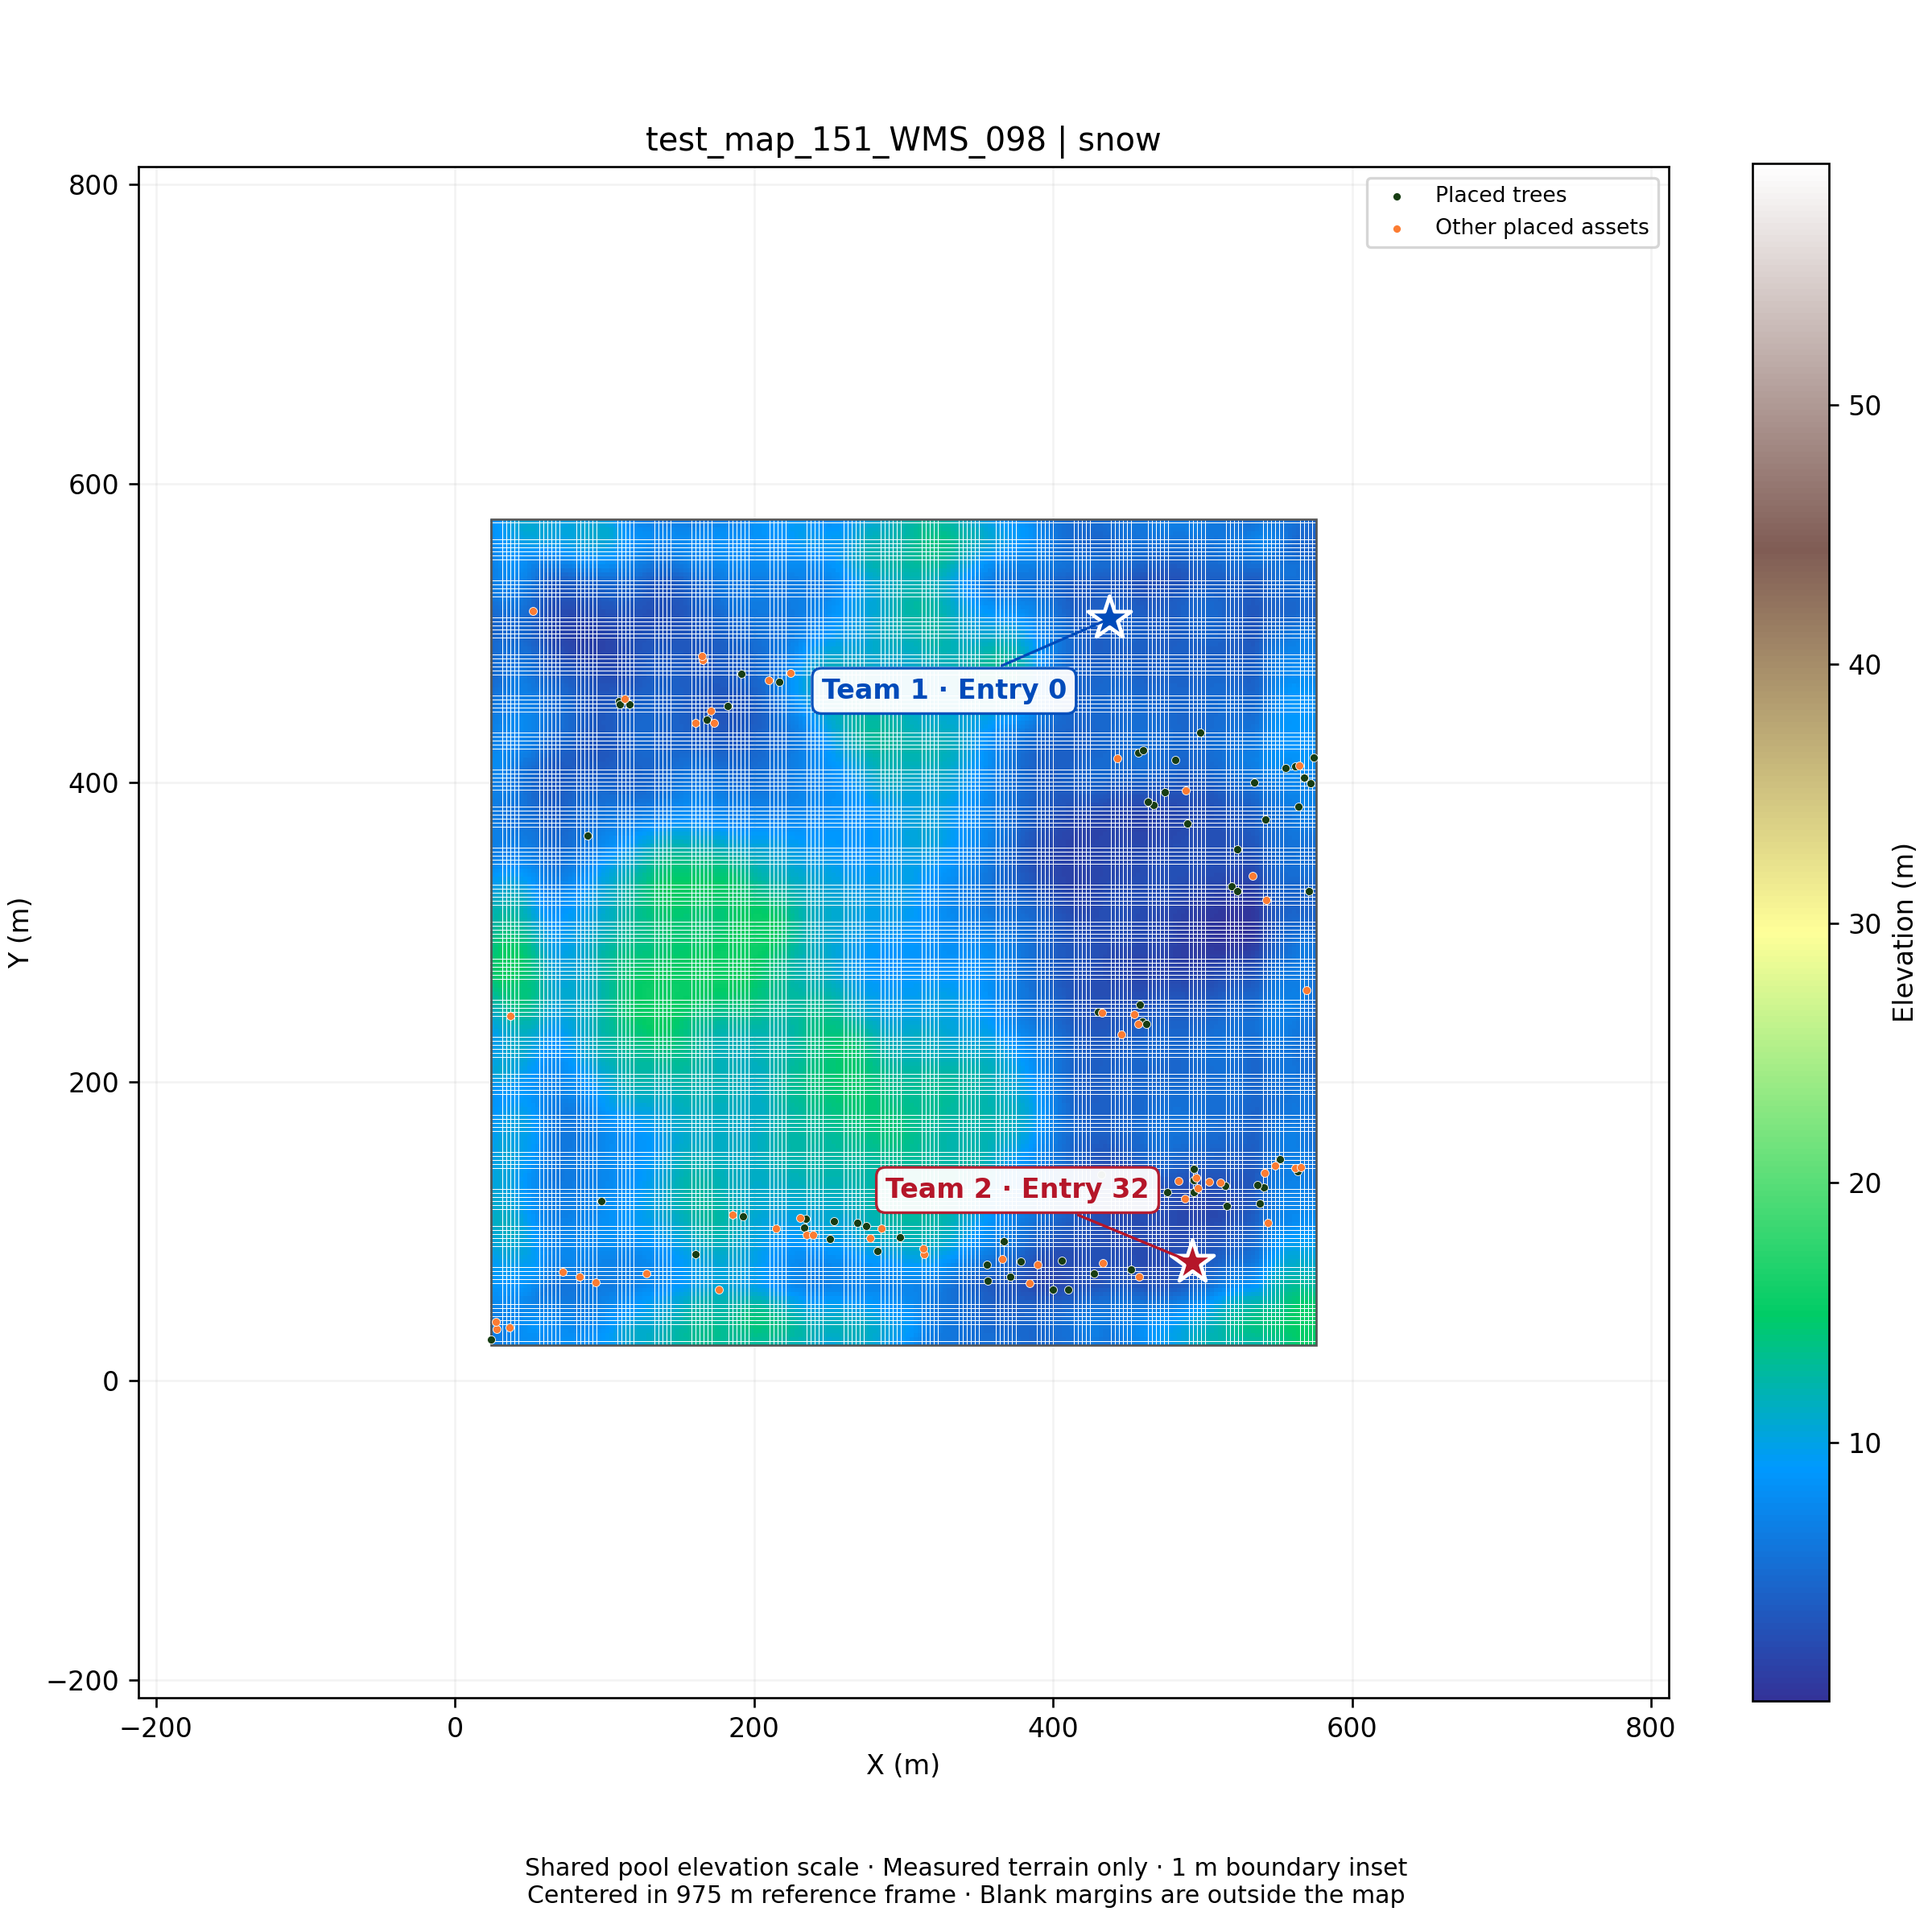 test_map_151_WMS_098 | snow
Placed trees
Other placed assets
Team 1 · Entry 0
Team 2 · Entry 32
800
600
400
200
0
−200
−200
0
200
400
600
800
X (m)
Y (m)
50
40
30
20
10
Elevation (m)
Shared pool elevation scale · Measured terrain only · 1 m boundary inset
Centered in 975 m reference frame · Blank margins are outside the map